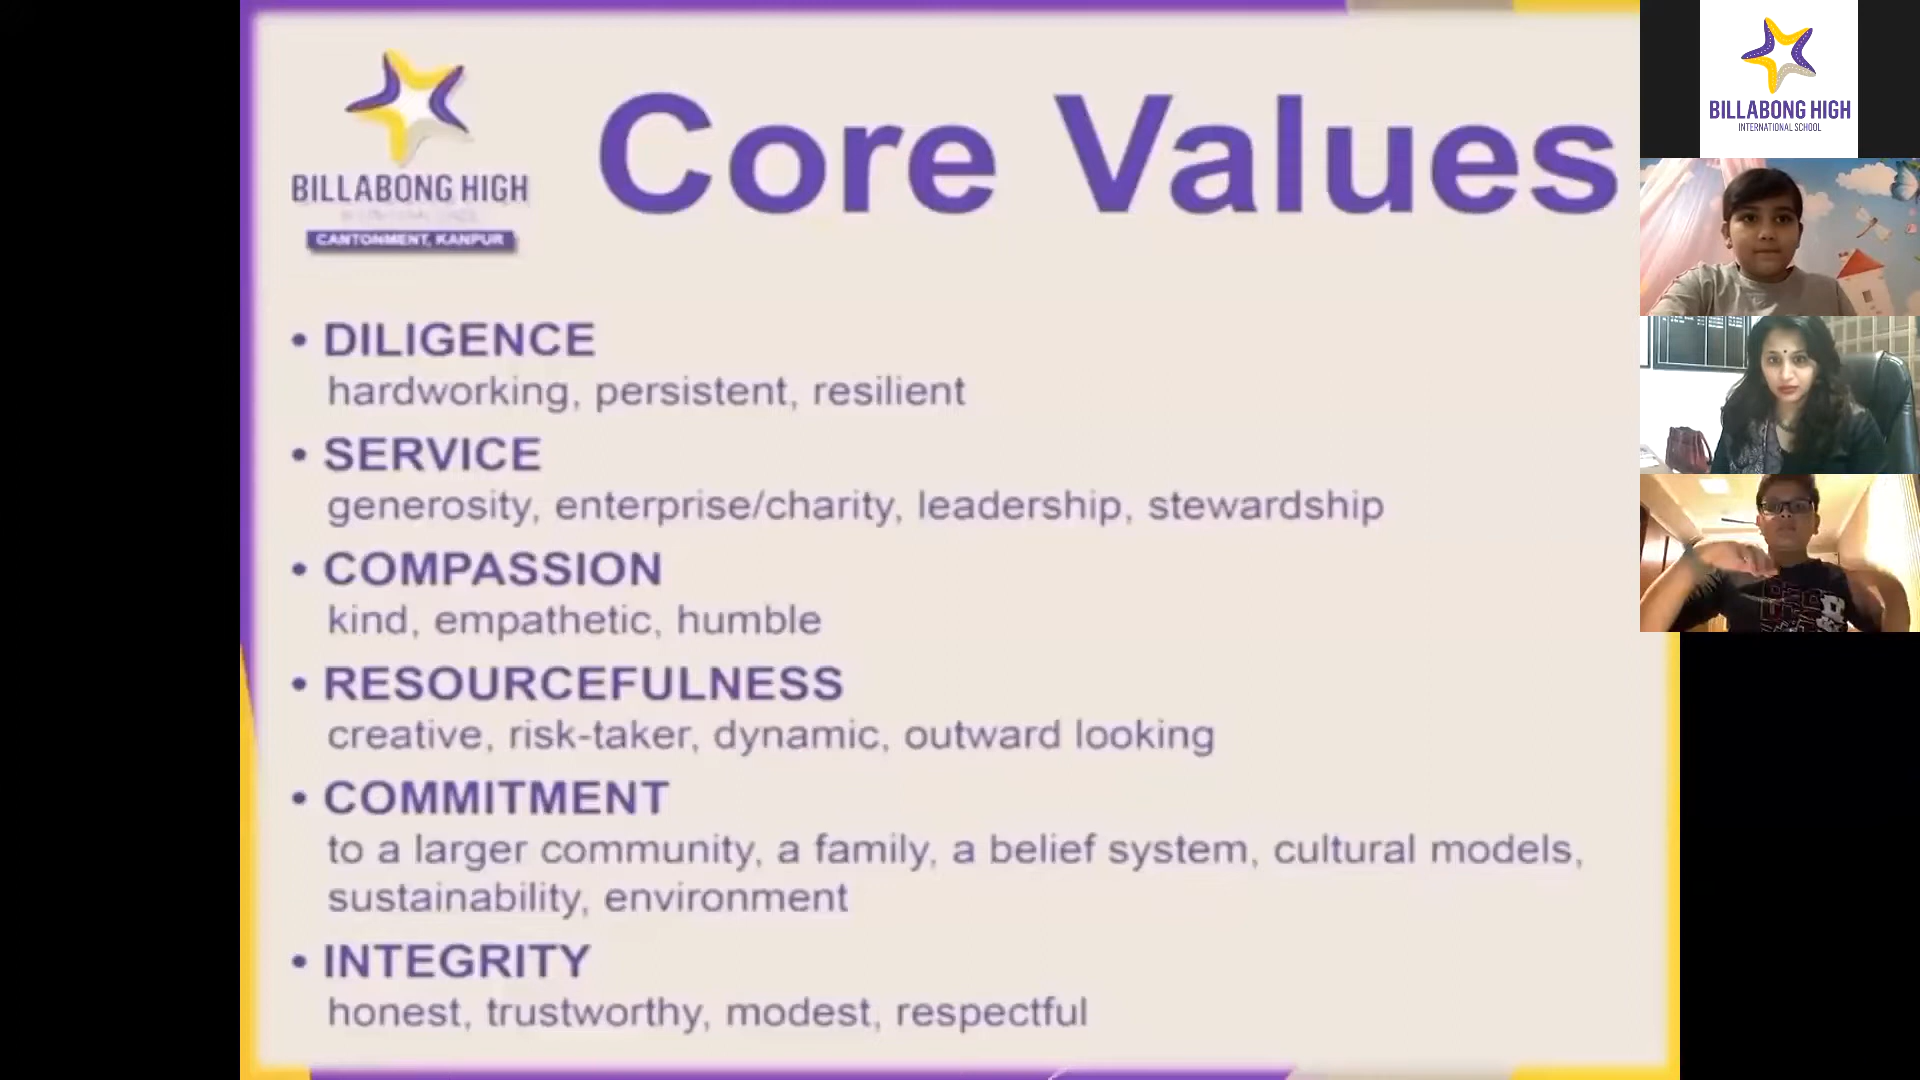 BILLABONG HIGH
CANTONMENT, KANPUR
Core Values
• DILIGENCE
hardworking, persistent, resilient
• SERVICE
generosity, enterprise/charity, leadership, stewardship
• COMPASSION
kind, empathetic, humble
• RESOURCEFULNESS
creative, risk-taker, dynamic, outward looking
• COMMITMENT
to a larger community, a family, a belief system, cultural models,
sustainability, environment
• INTEGRITY
honest, trustworthy, modest, respectful
BILLABONG HIGH
INTERNATIONAL SCHOOL